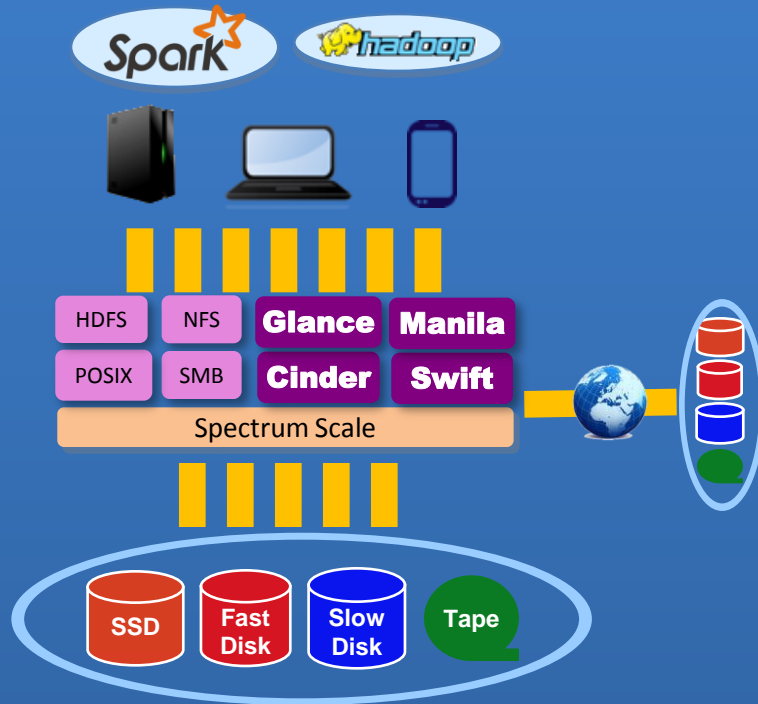 Spark
hadoop
HDFS
NFS
Glance
Manila
POSIX
SMB
Cinder
Swift
Spectrum Scale
SSD
Fast
Disk
Slow
Disk
Tape